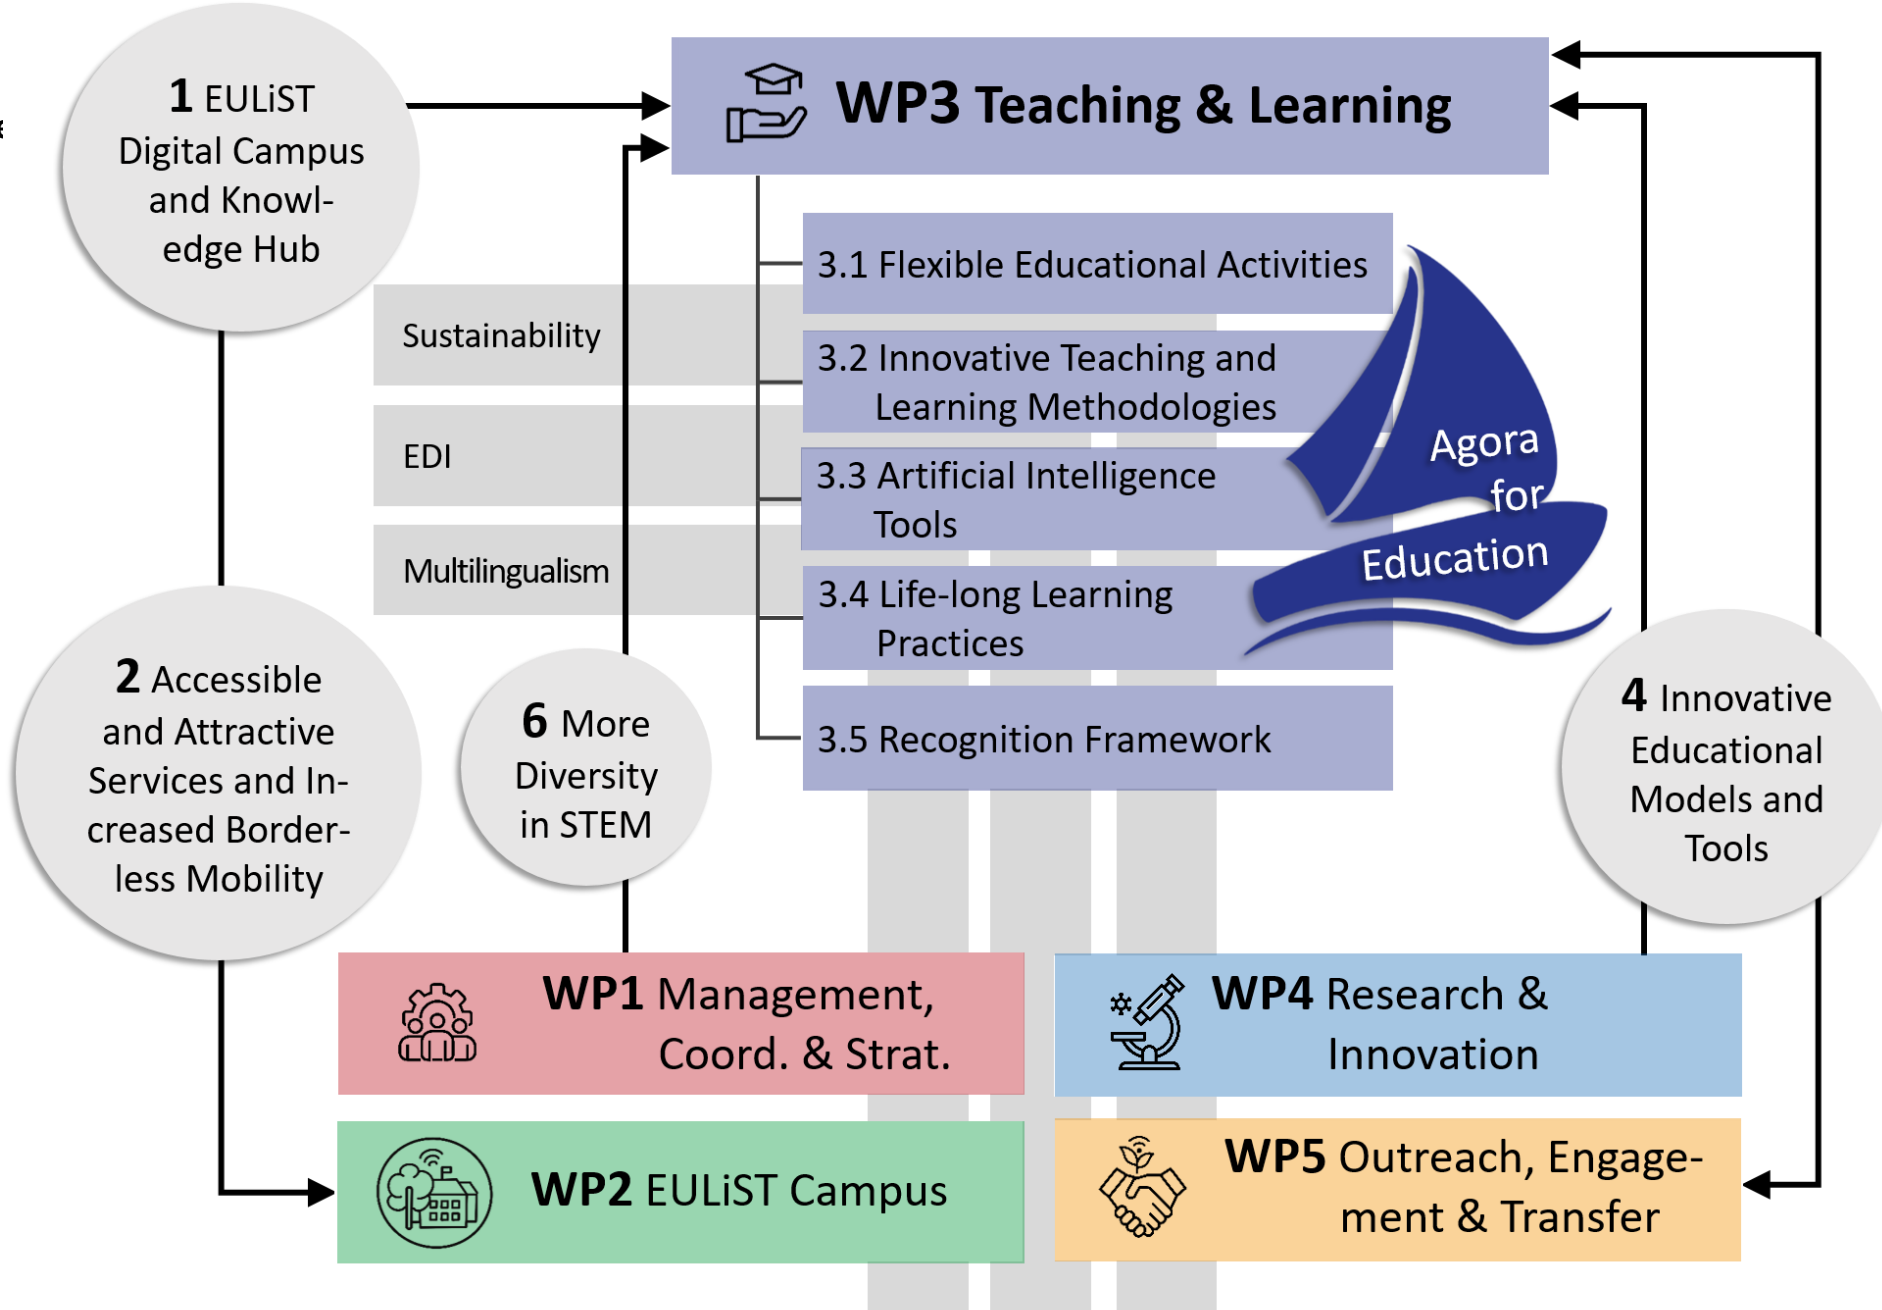 1 EULiST
Digital Campus
and Knowl-
edge Hub
WP3 Teaching & Learning
3.1 Flexible Educational Activities
3.2 Innovative Teaching and
Learning Methodologies
3.3 Artificial Intelligence
Tools
3.4 Life-long Learning
Practices
3.5 Recognition Framework
Sustainability
EDI
Multilingualism
Agora
for
Education
2 Accessible
and Attractive
Services and In-
creased Border-
less Mobility
6 More
Diversity
in STEM
4 Innovative
Educational
Models and
Tools
WP1 Management,
Coord. & Strat.
WP4 Research &
Innovation
WP2 EULiST Campus
WP5 Outreach, Engage-
ment & Transfer